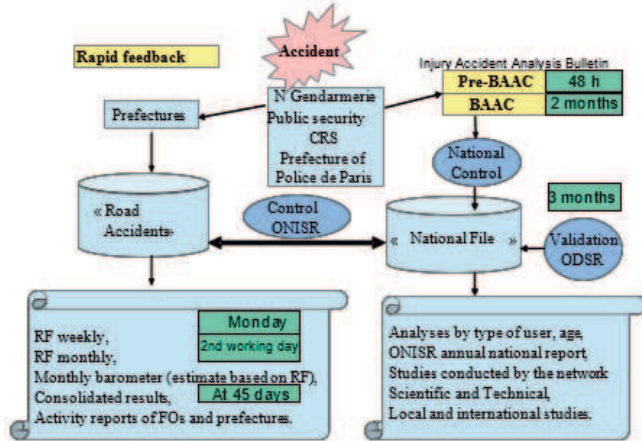 Accident
Rapid feedback
Injury Accident Analysis Bulletin
Pre-BAAC 48 h
BAAC 2 months
N Gendarmerie
Public security
CRS
Prefecture of
Police de Paris
Prefectures
National
Control
3 months
« Road
Accidents»
Control
ONISR
« National File »
Validation
ODSR
Monday
RF weekly,
2nd working day
RF monthly,
Monthly barometer (estimate based on RF),
Consolidated results, At 45 days
Activity reports of FOs and prefectures.
Analyses by type of user, age,
ONISR annual national report,
Studies conducted by the network
Scientific and Technical,
Local and international studies.